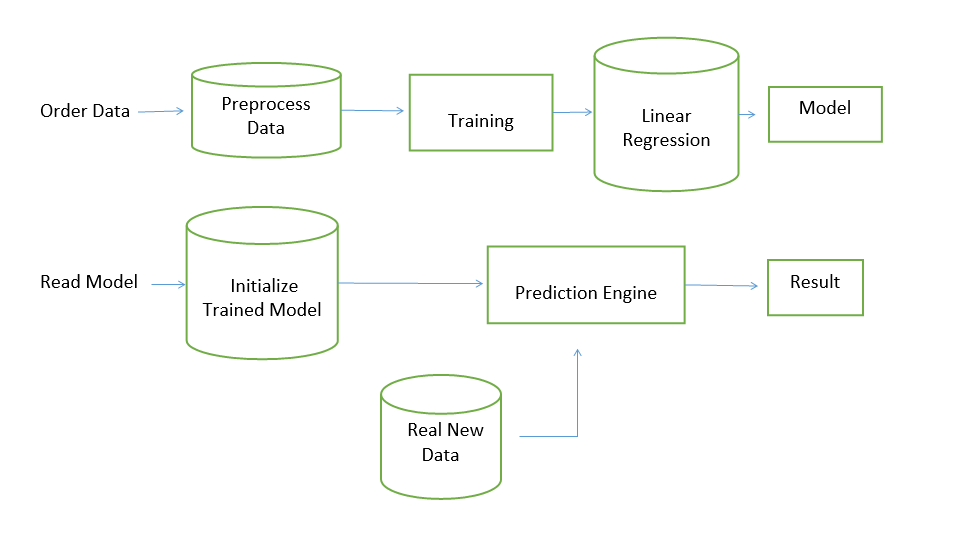 Order Data
Preprocess
Data
Training
Linear
Regression
Model
Read Model
Initialize
Trained Model
Prediction Engine
Result
Real New
Data